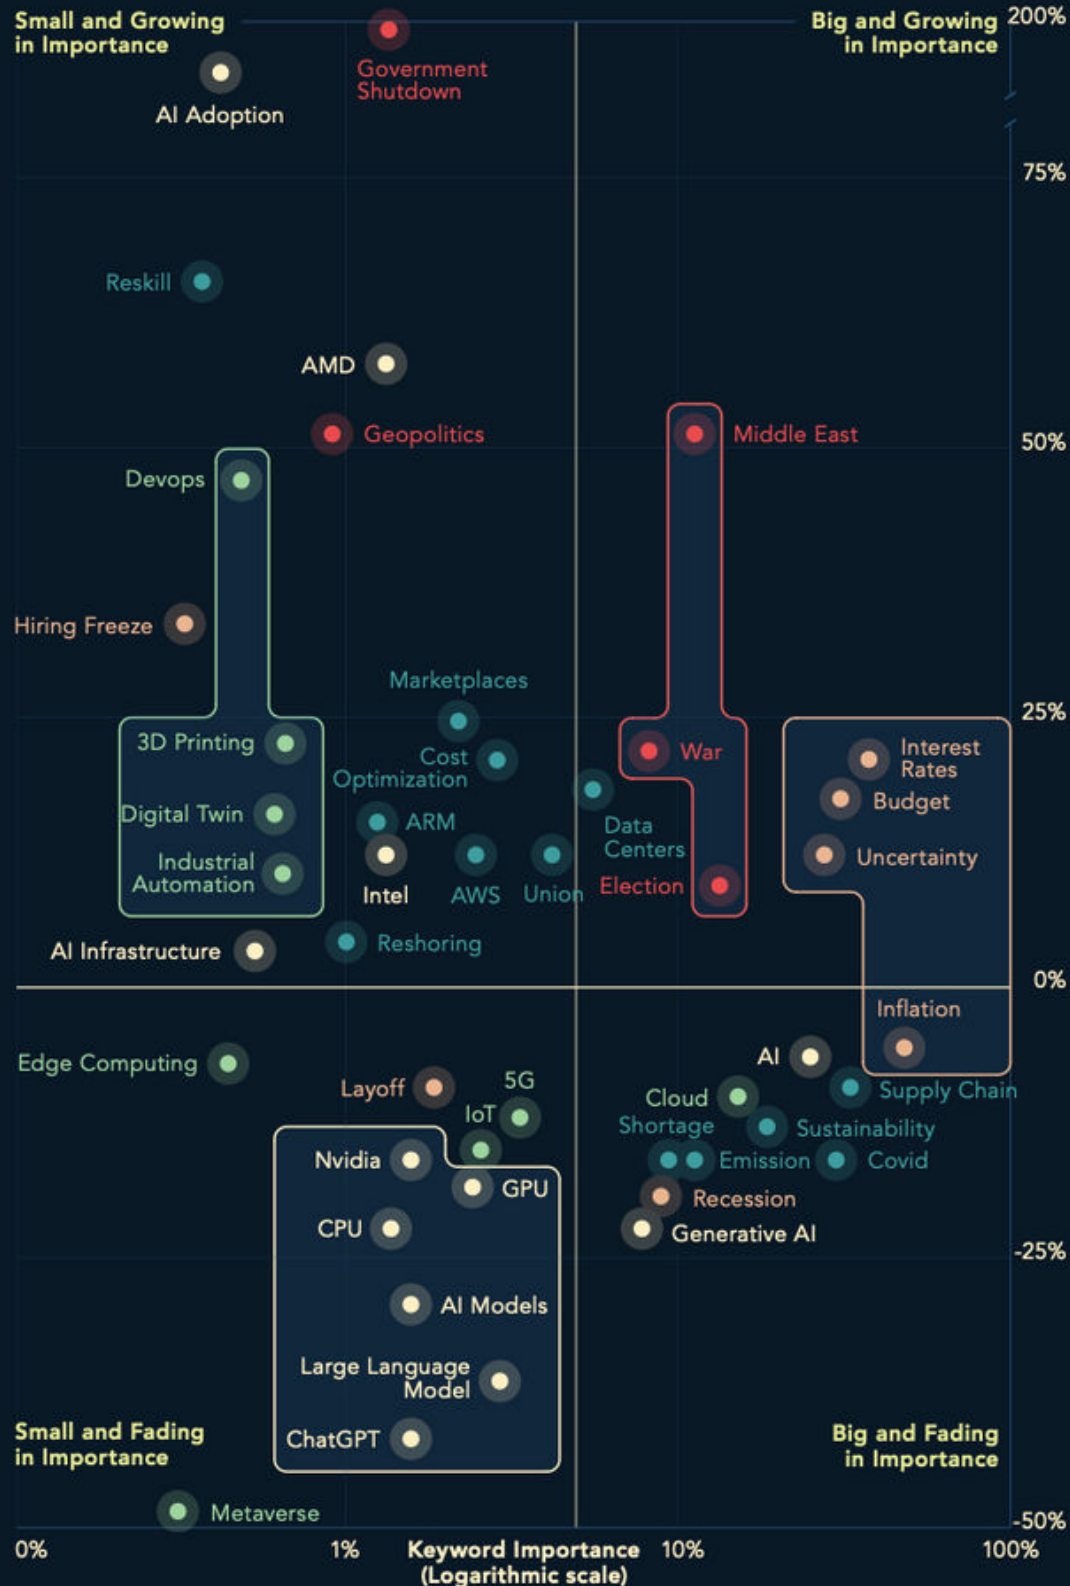 Small and Growing
in Importance
Big and Growing
in Importance
200%
Government
Shutdown
AI Adoption
75%
Reskill
AMD
Geopolitics
Middle East
50%
Devops
Hiring Freeze
Marketplaces
25%
3D Printing
Cost
Optimization
War
Interest
Rates
Budget
Digital Twin
ARM
Data
Centers
Uncertainty
Industrial
Automation
Intel
AWS
Union
Election
AI Infrastructure
Reshoring
0%
Inflation
Edge Computing
AI
Layoff
5G
Supply Chain
Cloud
IoT
Shortage
Sustainability
Nvidia
Emission
Covid
GPU
Recession
CPU
Generative AI
-25%
AI Models
Large Language
Model
ChatGPT
Small and Fading
in Importance
Big and Fading
in Importance
Metaverse
-50%
0%
1%
Keyword Importance
(Logarithmic scale)
10%
100%